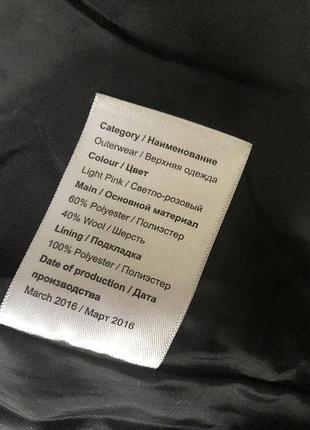 Category / Наименование
Outerwear / Верхняя одежда
Colour / Цвет
Light Pink / Светло-розовый
Main / Основной материал
60% Polyester / Полиэстер
40% Wool / Шерсть
Lining / Подкладка
100% Polyester / Полиэстер
Date of production / Дата
производства
March 2016 / Март 2016